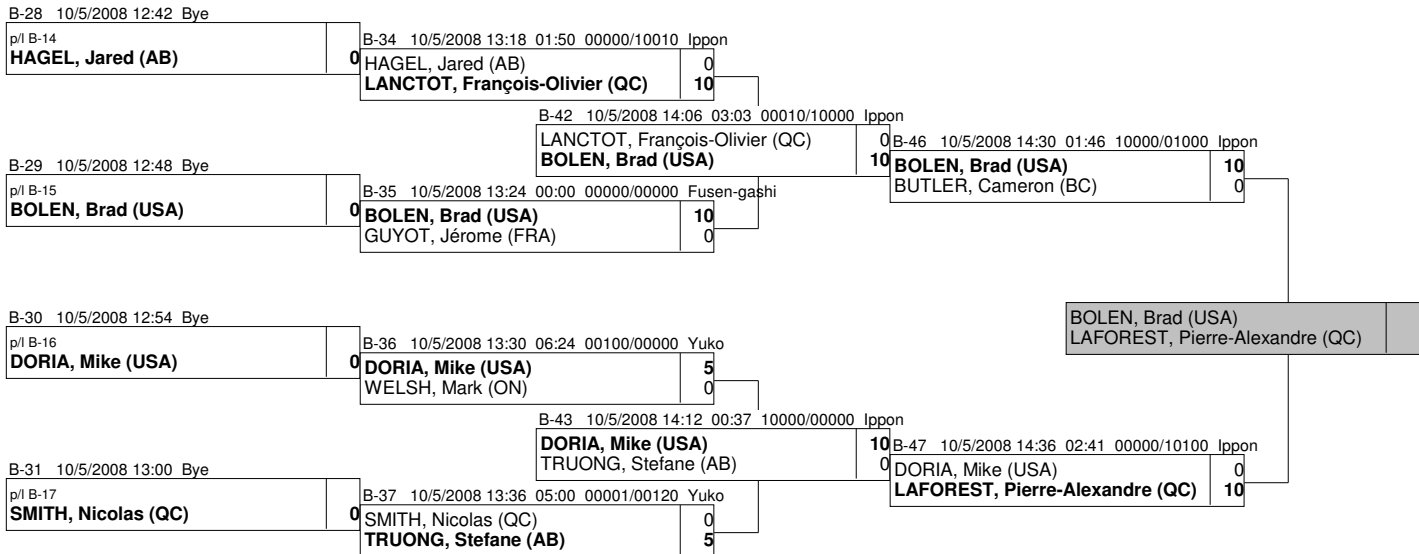 B-28 10/5/2008 12:42 Bye
p/l B-14
HAGEL, Jared (AB) 0
B-34 10/5/2008 13:18 01:50 00000/10010 Ippon
HAGEL, Jared (AB) 0
LANCTOT, François-Olivier (QC) 10
B-42 10/5/2008 14:06 03:03 00010/10000 Ippon
LANCTOT, François-Olivier (QC) 0
BOLEN, Brad (USA) 10
B-46 10/5/2008 14:30 01:46 10000/01000 Ippon
BOLEN, Brad (USA) 10
BUTLER, Cameron (BC) 0
B-29 10/5/2008 12:48 Bye
p/l B-15
BOLEN, Brad (USA) 0
B-35 10/5/2008 13:24 00:00 00000/00000 Fusen-gashi
BOLEN, Brad (USA) 10
GUYOT, Jérome (FRA) 0
BOLEN, Brad (USA)
LAFOREST, Pierre-Alexandre (QC)
B-30 10/5/2008 12:54 Bye
p/l B-16
DORIA, Mike (USA) 0
B-36 10/5/2008 13:30 06:24 00100/00000 Yuko
DORIA, Mike (USA) 5
WELSH, Mark (ON) 0
B-43 10/5/2008 14:12 00:37 10000/00000 Ippon
DORIA, Mike (USA) 10
TRUONG, Stefane (AB) 0
B-47 10/5/2008 14:36 02:41 00000/10100 Ippon
DORIA, Mike (USA) 0
LAFOREST, Pierre-Alexandre (QC) 10
B-31 10/5/2008 13:00 Bye
p/l B-17
SMITH, Nicolas (QC) 0
B-37 10/5/2008 13:36 05:00 00001/00120 Yuko
SMITH, Nicolas (QC) 0
TRUONG, Stefane (AB) 5